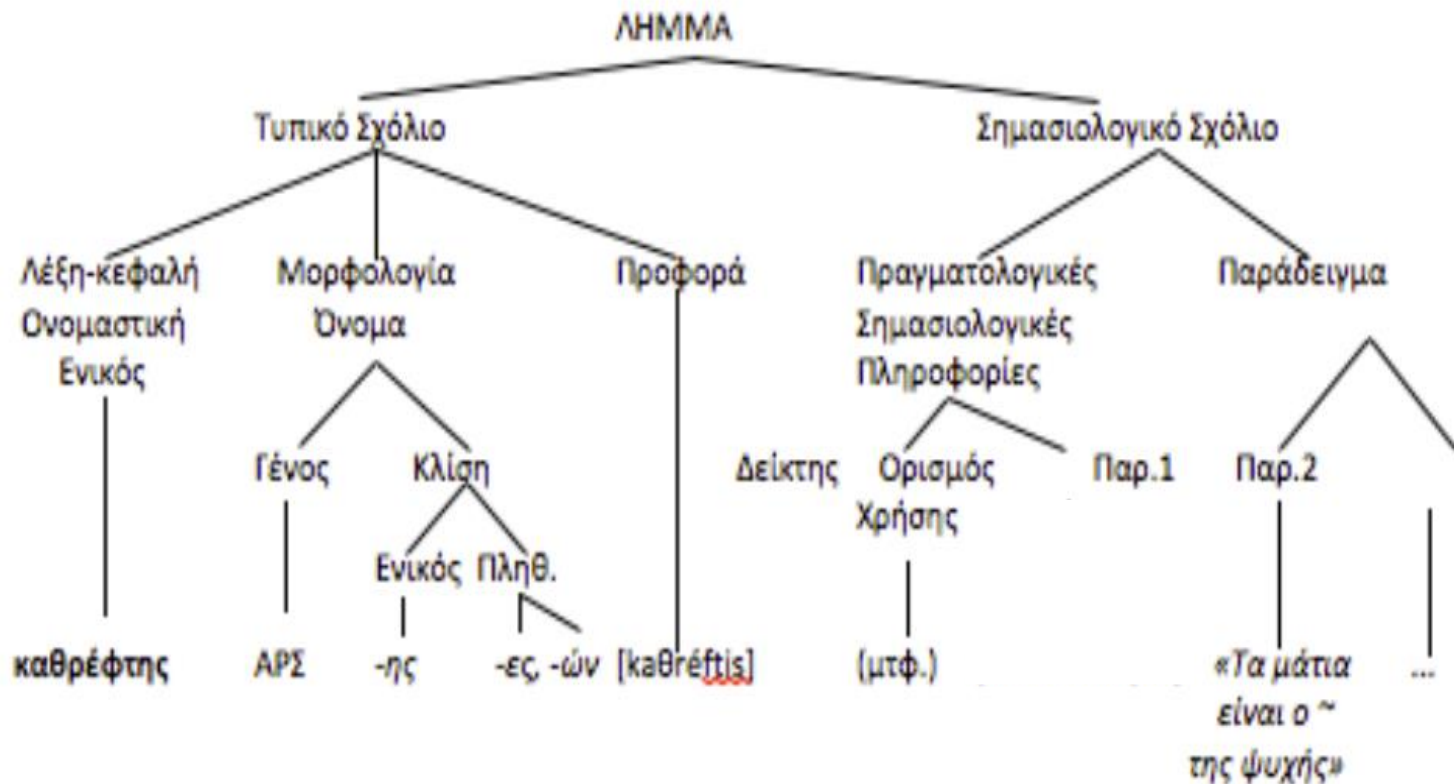 ΛΗΜΜΑ
Τυπικό Σχόλιο Σημασιολογικό Σχόλιο
Λέξη-κεφαλή Μορφολογία Προφορά Πραγματολογικές Παράδειγμα
Ονομαστική Όνομα Σημασιολογικές
Ενικός Πληροφορίες
Γένος Κλίση Δείκτης Ορισμός Παρ.1 Παρ.2
Χρήσης
Ενικός Πληθ.
καθρέφτης ΑΡΣ -ης -ες, -ών [kaθréftis] (μτφ.) «Τα μάτια ...
είναι ο ~
της ψυχής»